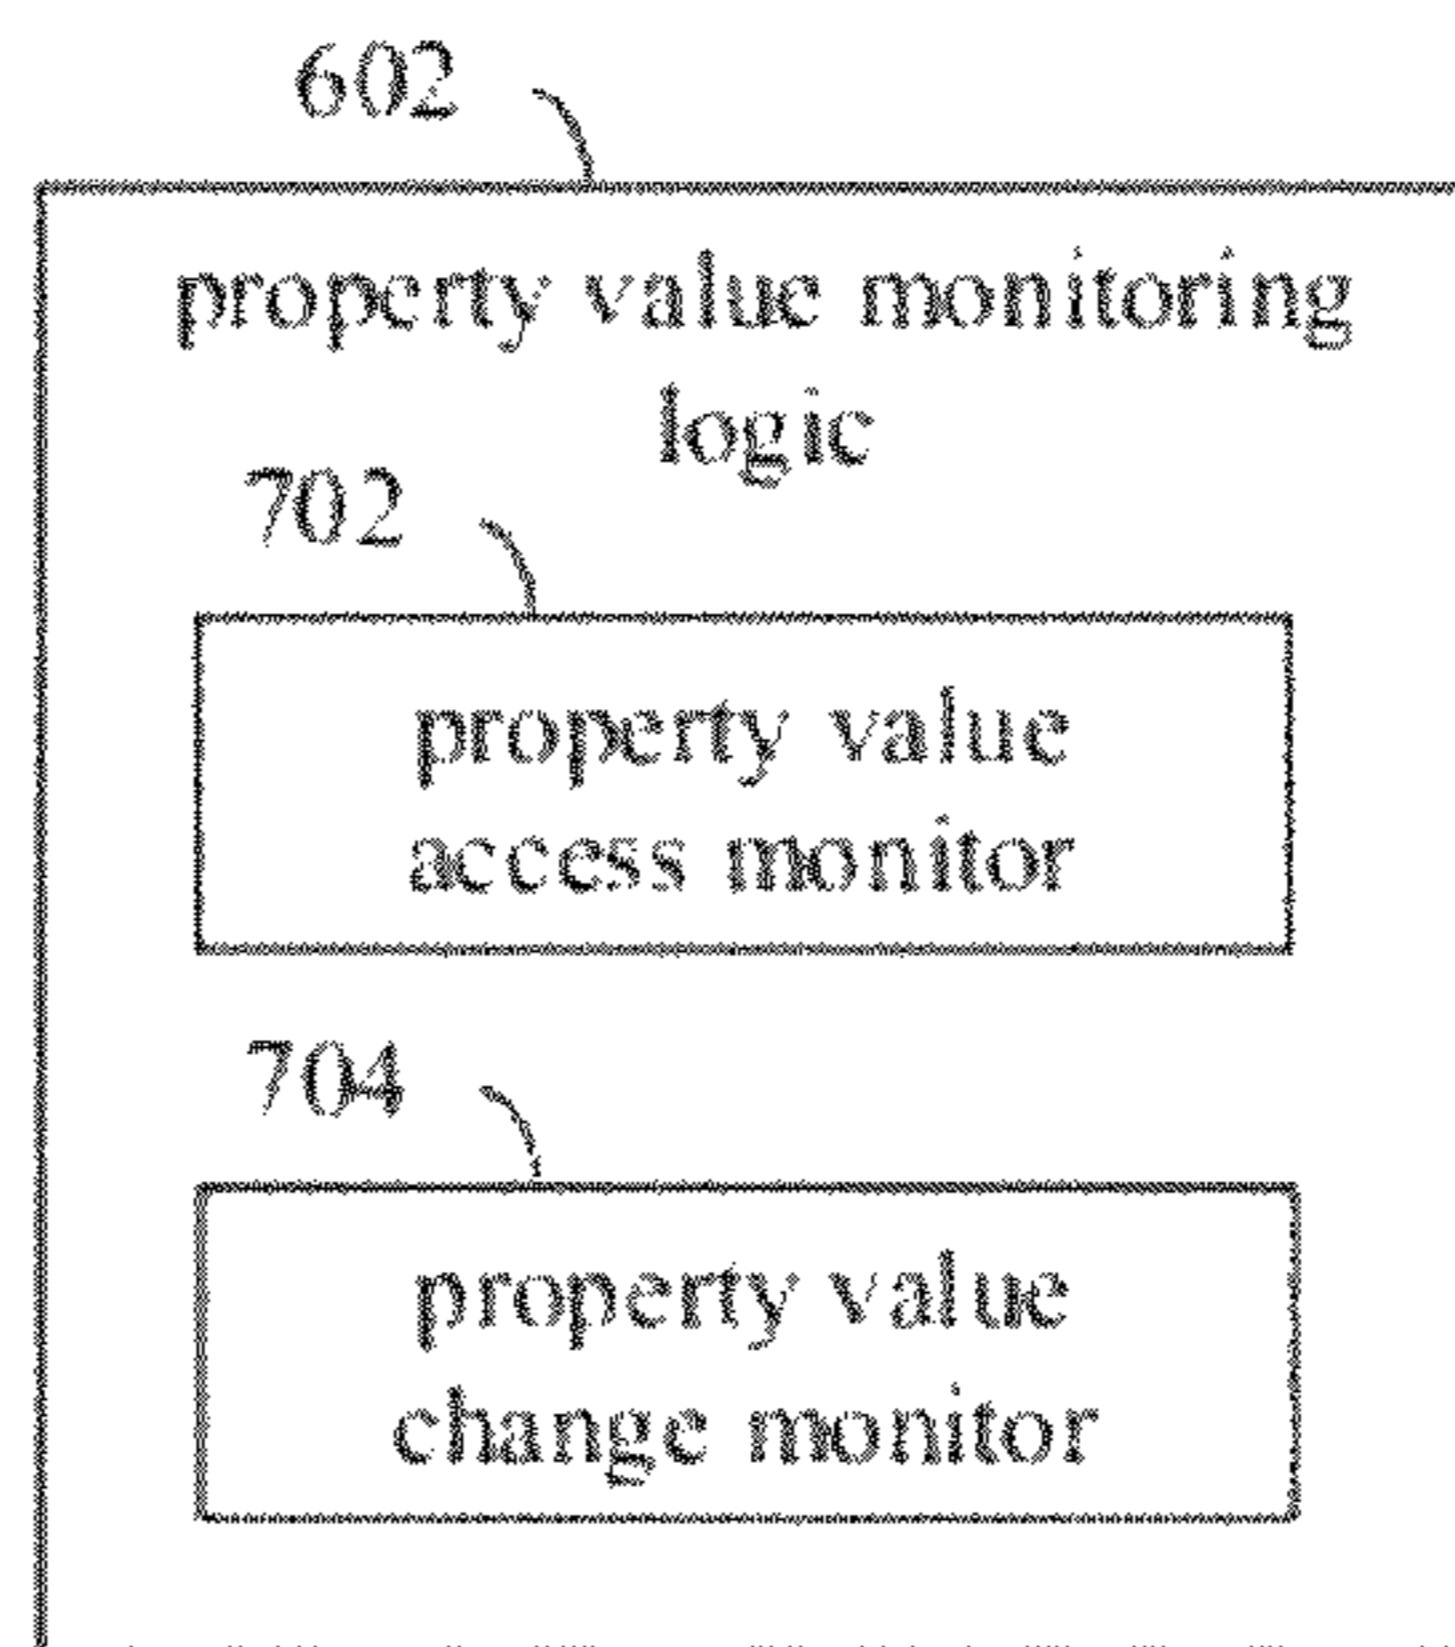 602
property value monitoring
logic
702
property value
access monitor
704
property value
change monitor